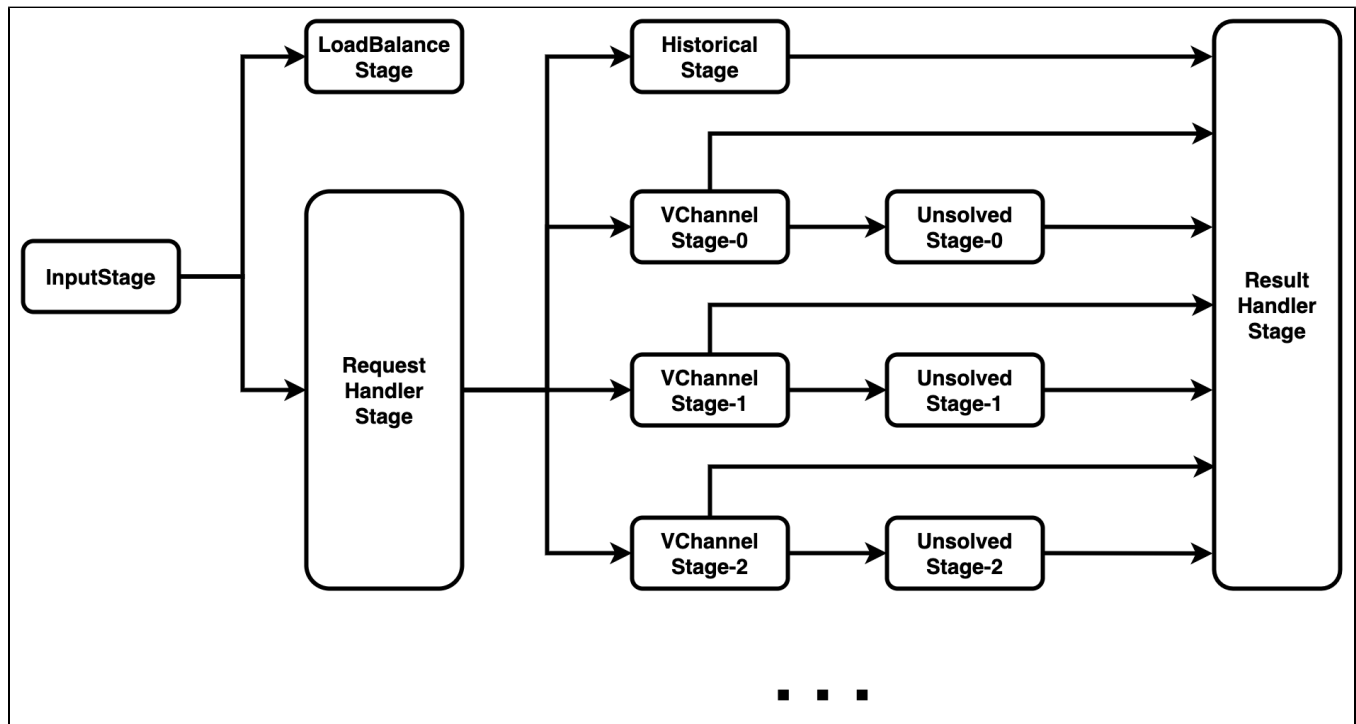 LoadBalance
Stage
Historical
Stage
VChannel
Stage-0
Unsolved
Stage-0
InputStage
Request
Handler
Stage
Result
Handler
Stage
VChannel
Stage-1
Unsolved
Stage-1
VChannel
Stage-2
Unsolved
Stage-2
. . .